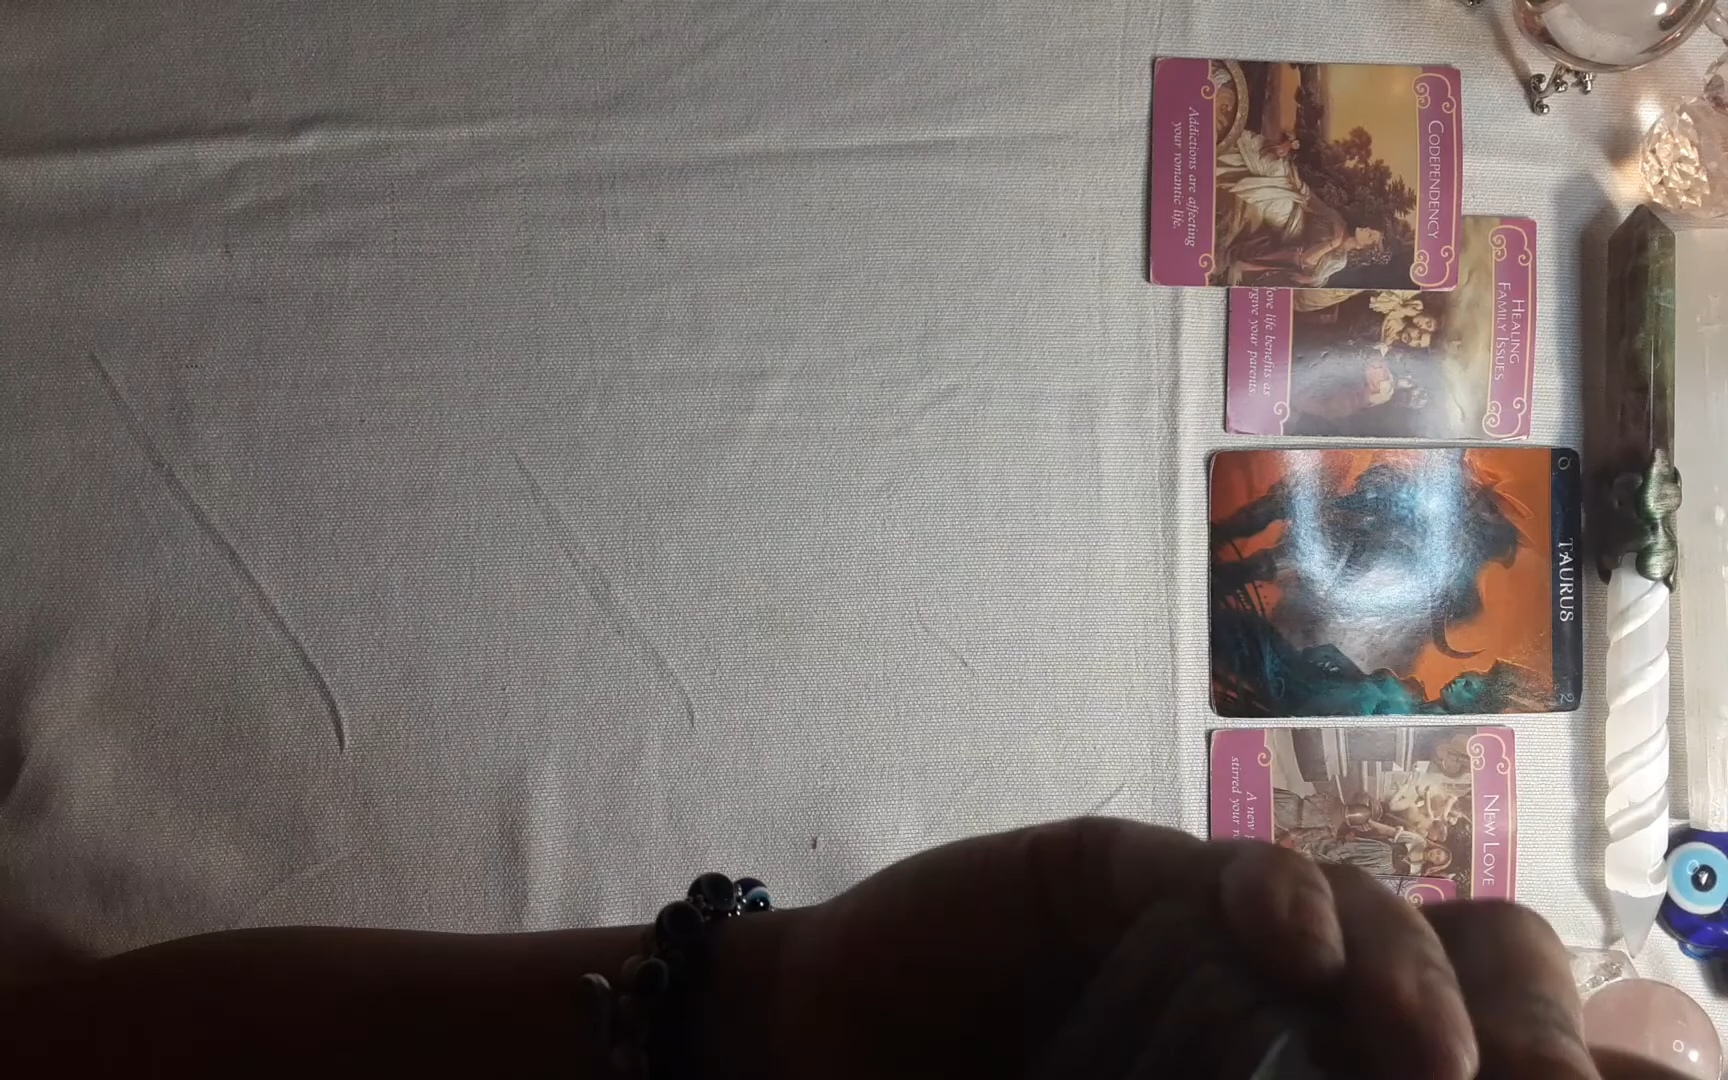 CODEPENDENCY
Addictions are affecting
your romantic life.
HEALING
FAMILY ISSUES
love life benefits as
your parents.
TAURUS
2
NEW LOVE
A new
stirred your